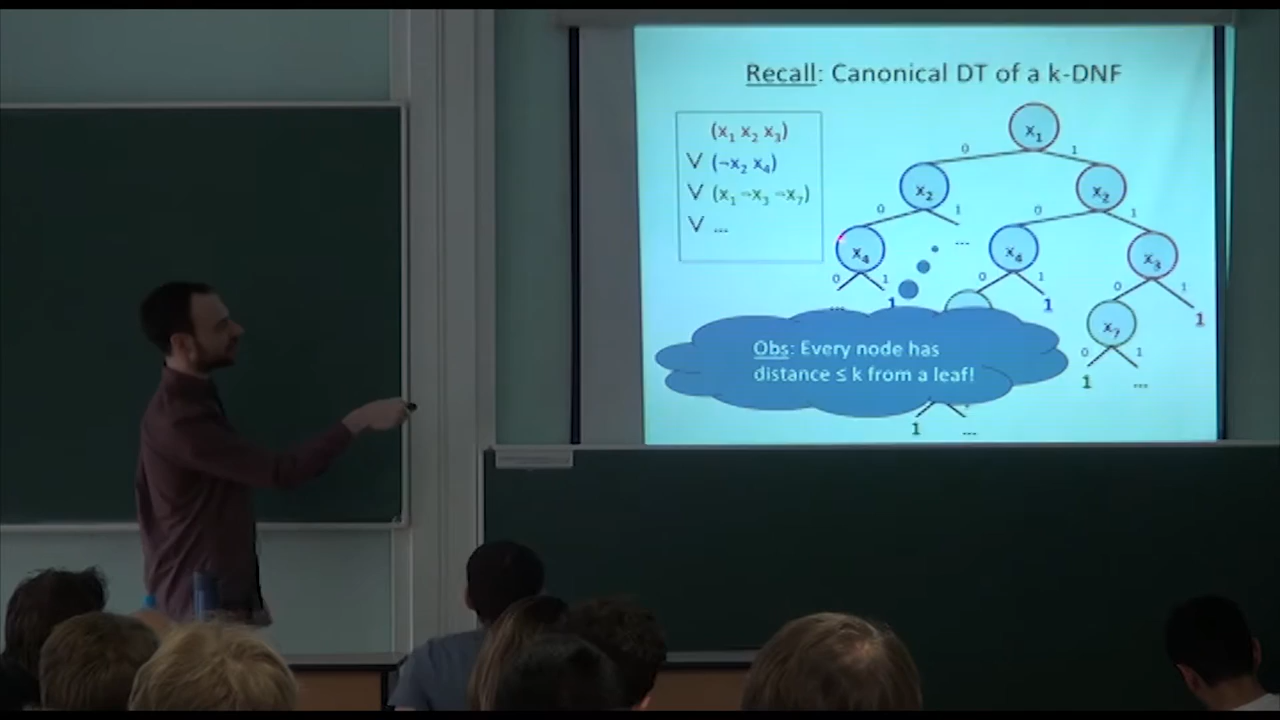 Recall: Canonical DT of a k-DNF
(x₁ x₂ x₃)
∨ (¬x₂ x₄)
∨ (x₁ ¬x₃ ¬x₇)
∨ ...
x₁
0 1
x₂ x₂
0 1 0 1
x₄ ... x₄ x₃
0 1 0 1 0 1
... 1 1 x₇ 1
0 1
1 ...
Obs: Every node has
distance ≤ k from a leaf!
1 ...